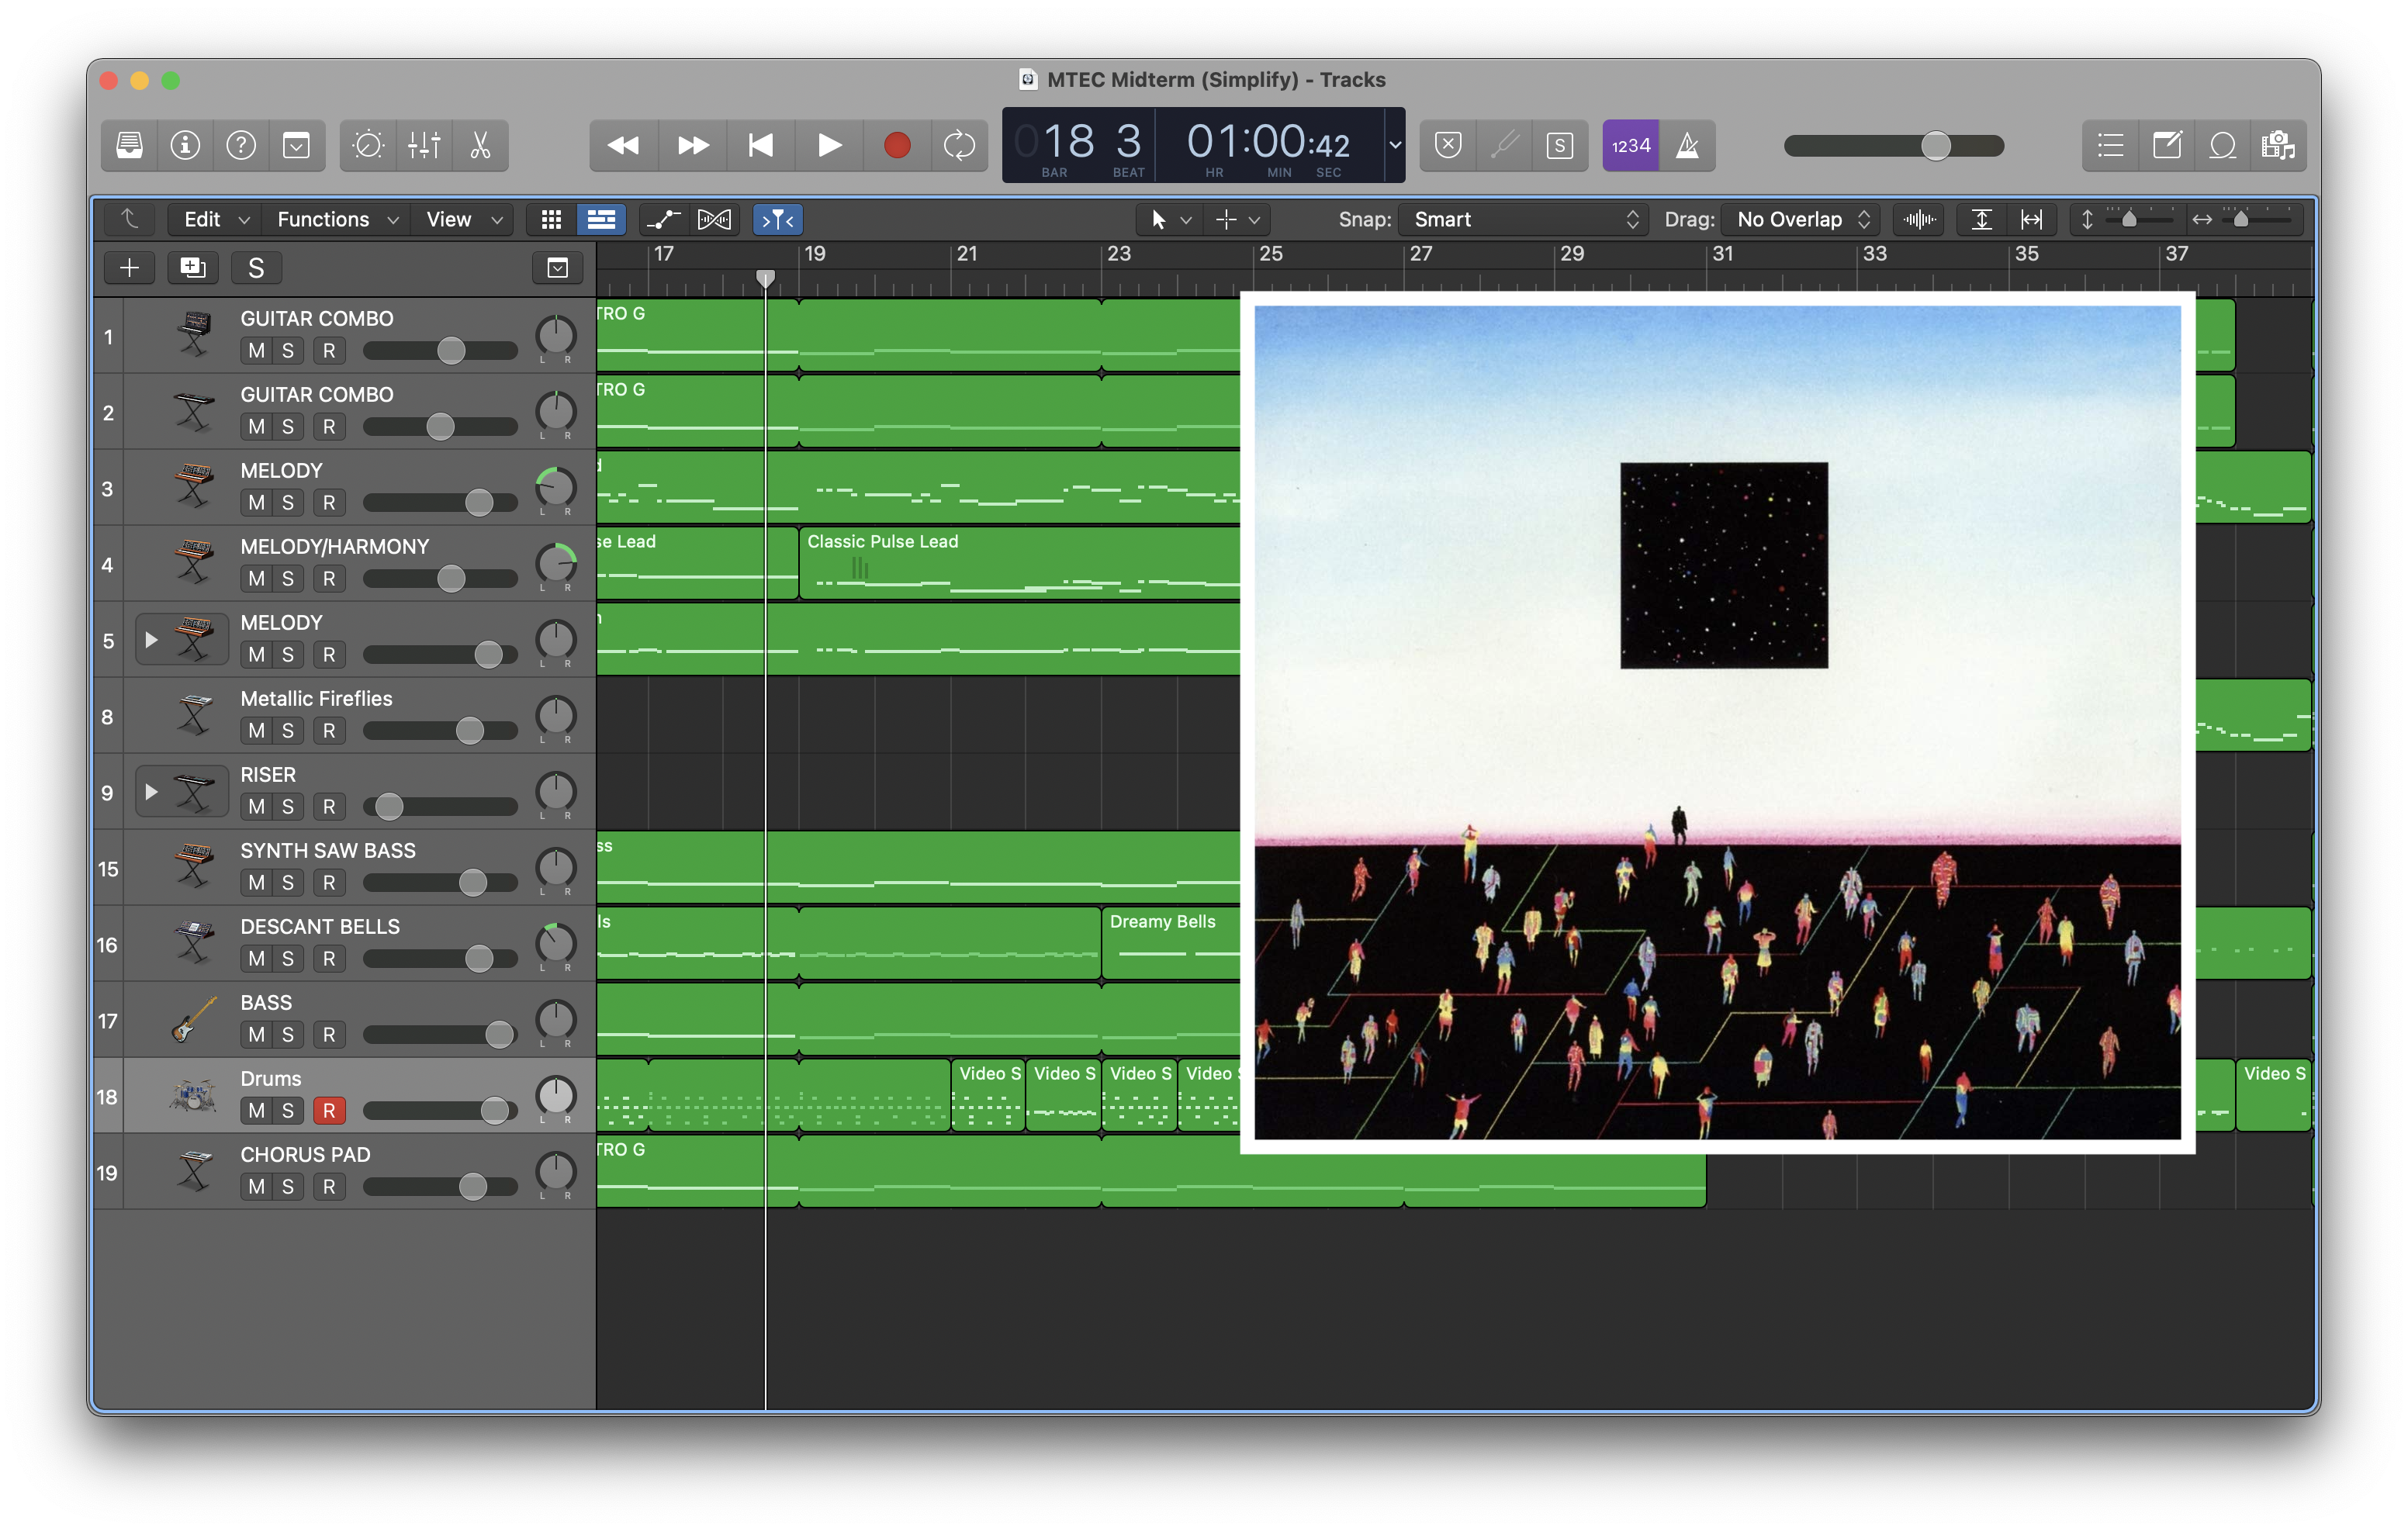 MTEC Midterm (Simplify) - Tracks
018 3 01:00:42
BAR BEAT HR MIN SEC
S
1234
Edit Functions View Snap: Smart Drag: No Overlap
S
17 19 21 23 25 27 29 31 33 35 37
1 GUITAR COMBO
M S R L R
TRO G
2 GUITAR COMBO
M S R L R
TRO G
3 MELODY
M S R L R
d
4 MELODY/HARMONY
M S R L R
se Lead Classic Pulse Lead
5 MELODY
M S R L R
n
8 Metallic Fireflies
M S R L R
9 RISER
M S R L R
15 SYNTH SAW BASS
M S R L R
ss
16 DESCANT BELLS
M S R L R
ls Dreamy Bells
17 BASS
M S R L R
18 Drums
M S R L R
Video S Video S Video S Video S Video S
19 CHORUS PAD
M S R L R
TRO G